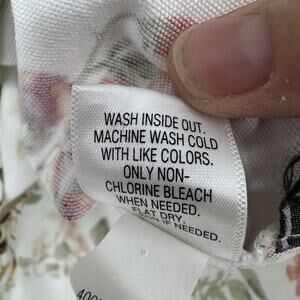 WASH INSIDE OUT.
MACHINE WASH COLD
WITH LIKE COLORS.
ONLY NON-
CHLORINE BLEACH
WHEN NEEDED.
FLAT DRY.
IF NEEDED.